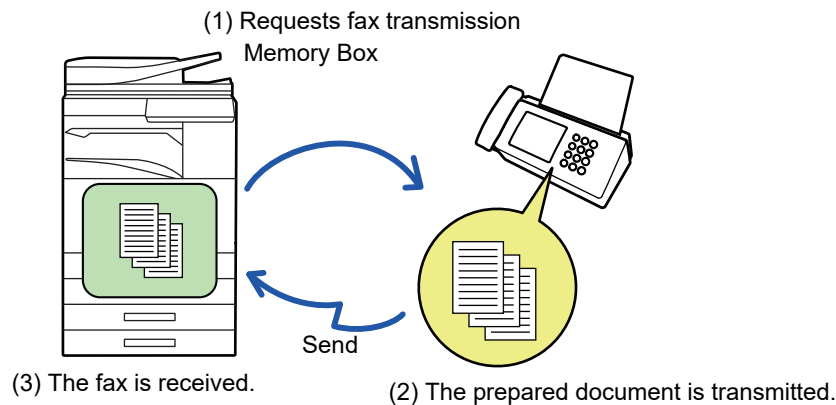 (1) Requests fax transmission
Memory Box
Send
(3) The fax is received.
(2) The prepared document is transmitted.